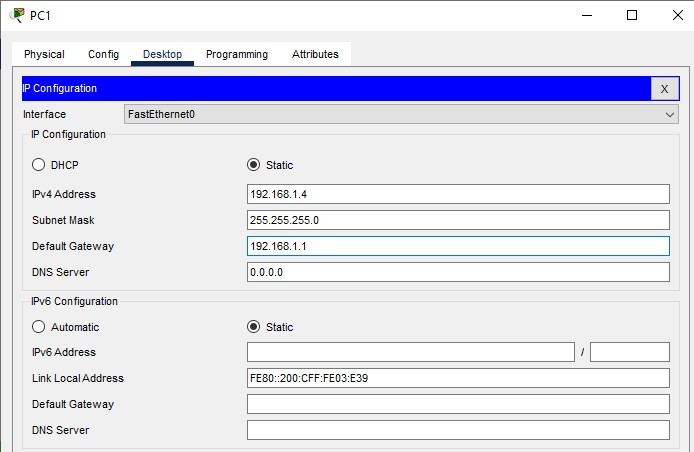 PC1
Physical Config Desktop Programming Attributes
IP Configuration X
Interface FastEthernet0
IP Configuration
DHCP Static
IPv4 Address 192.168.1.4
Subnet Mask 255.255.255.0
Default Gateway 192.168.1.1
DNS Server 0.0.0.0
IPv6 Configuration
Automatic Static
IPv6 Address /
Link Local Address FE80::200:CFF:FE03:E39
Default Gateway
DNS Server